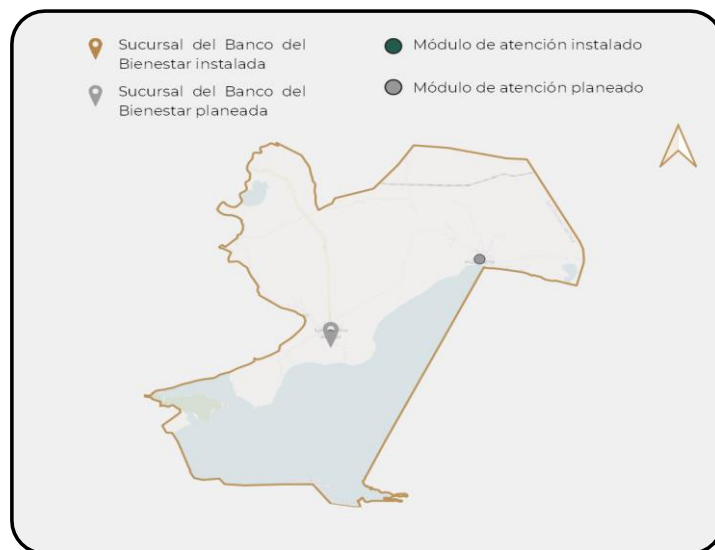 Sucursal del Banco del
Bienestar instalada
Sucursal del Banco del
Bienestar planeada
Módulo de atención instalado
Módulo de atención planeado